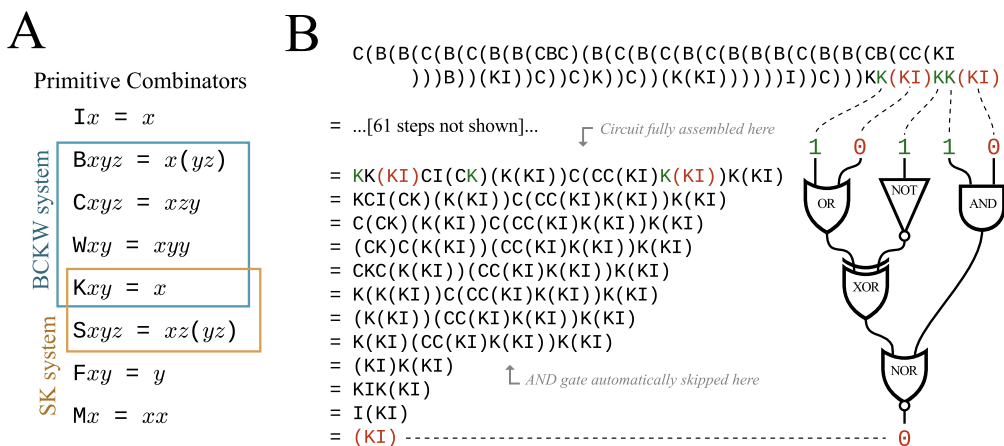 A
Primitive Combinators
Ix = x
Bxyz = x(yz)
Cxyz = xzy
Wxy = xyy
Kxy = x
Sxyz = xz(yz)
Fxy = y
Mx = xx
BCKW system
SK system
B
C(B(B(C(B(C(B(B(CBC)(B(C(B(C(B(C(B(B(B(C(B(B(CB(CC(KI
)))B))(KI))C))C)K))C))(K(KI))))))I))C)))KK(KI)KK(KI)
= ...[61 steps not shown]...
Circuit fully assembled here
= KK(KI)CI(CK)(K(KI))C(CC(KI)K(KI))K(KI)
= KCI(CK)(K(KI))C(CC(KI)K(KI))K(KI)
= C(CK)(K(KI))C(CC(KI)K(KI))K(KI)
= (CK)C(K(KI))(CC(KI)K(KI))K(KI)
= CKC(K(KI))(CC(KI)K(KI))K(KI)
= K(K(KI))C(CC(KI)K(KI))K(KI)
= (K(KI))(CC(KI)K(KI))K(KI)
= K(KI)(CC(KI)K(KI))K(KI)
= (KI)K(KI)
AND gate automatically skipped here
= KIK(KI)
= I(KI)
= (KI)
1 0 1 1 0
OR NOT AND
XOR
NOR
0